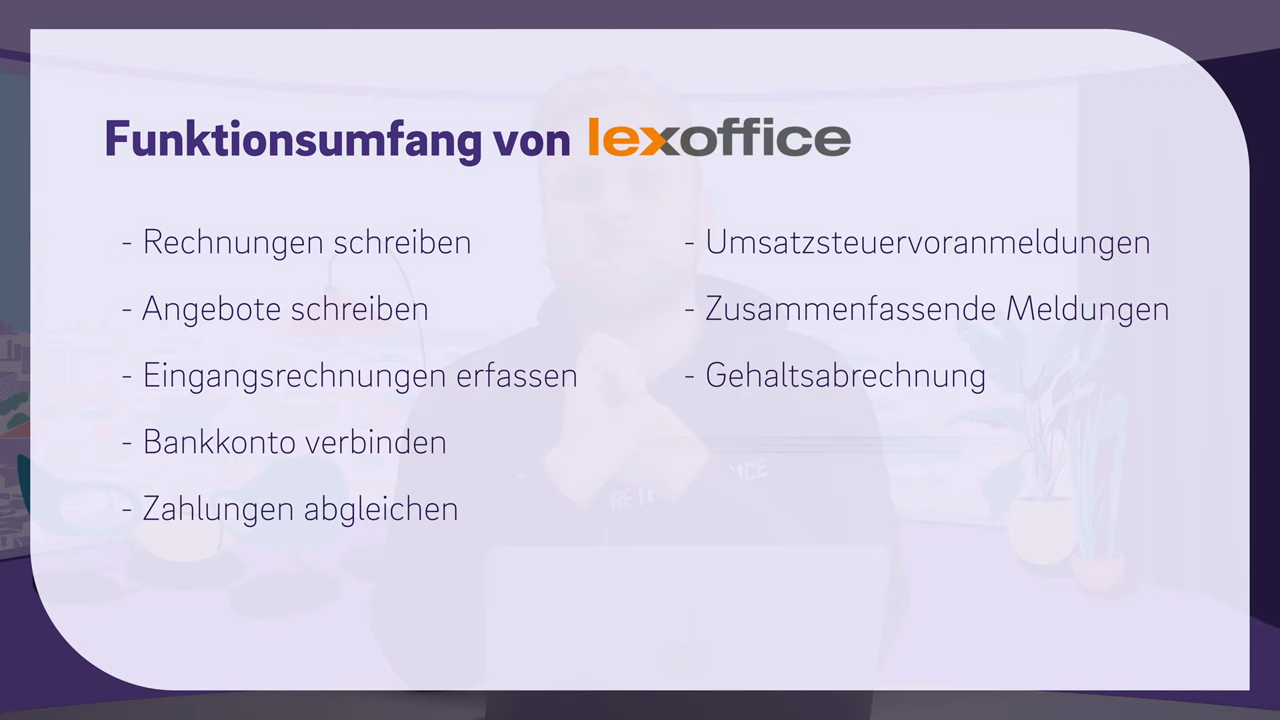 Funktionsumfang von lexoffice
- Rechnungen schreiben
- Angebote schreiben
- Eingangsrechnungen erfassen
- Bankkonto verbinden
- Zahlungen abgleichen
- Umsatzsteuervoranmeldungen
- Zusammenfassende Meldungen
- Gehaltsabrechnung